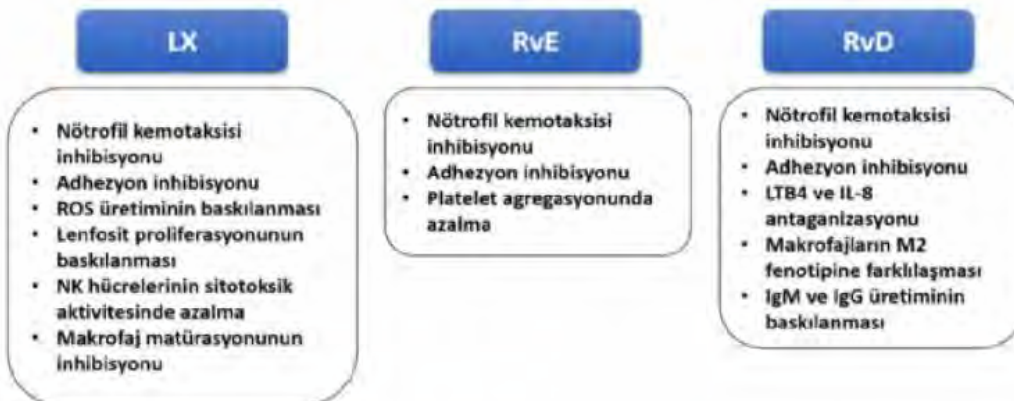 LX
• Nötrofil kemotaksisi
inhibisyonu
• Adhezyon inhibisyonu
• ROS üretiminin baskılanması
• Lenfosit proliferasyonunun
baskılanması
• NK hücrelerinin sitotoksik
aktivitesinde azalma
• Makrofaj matürasyonunun
inhibisyonu
RvE
• Nötrofil kemotaksisi
inhibisyonu
• Adhezyon inhibisyonu
• Platelet agregasyonunda
azalma
RvD
• Nötrofil kemotaksisi
inhibisyonu
• Adhezyon inhibisyonu
• LTB4 ve IL-8
antaganizasyonu
• Makrofajların M2
fenotipine farklılaşması
• IgM ve IgG üretiminin
baskılanması